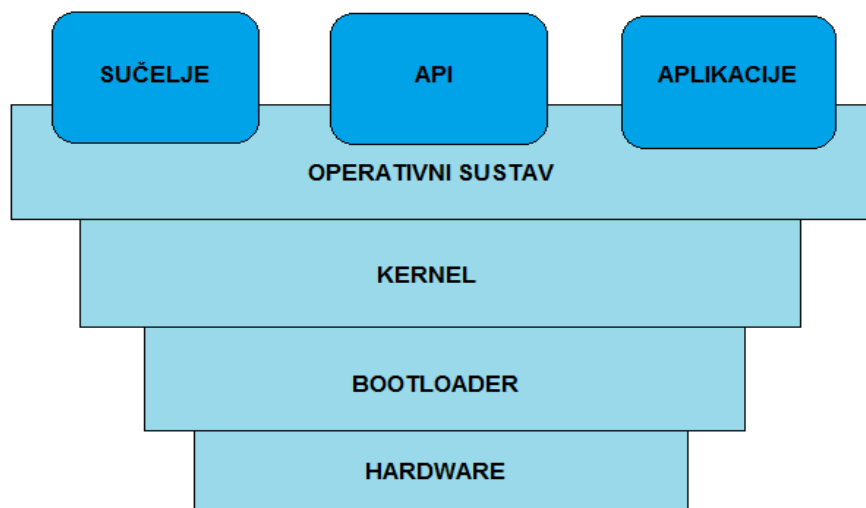 SUČELJE
API
APLIKACIJE
OPERATIVNI SUSTAV
KERNEL
BOOTLOADER
HARDWARE